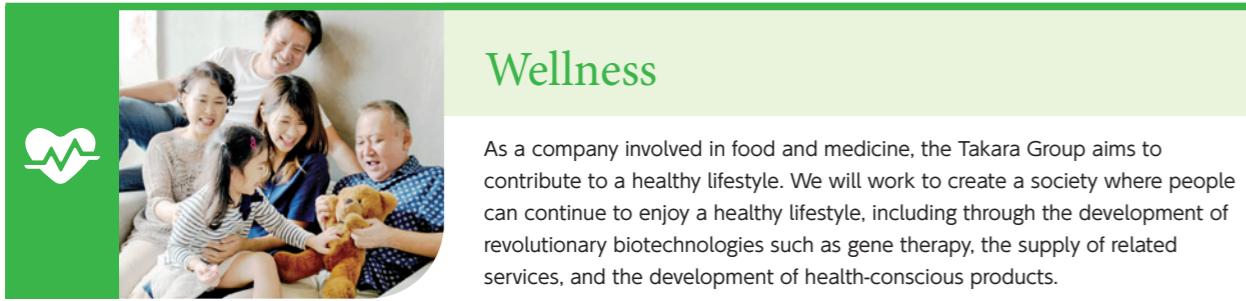 Wellness
As a company involved in food and medicine, the Takara Group aims to
contribute to a healthy lifestyle. We will work to create a society where people
can continue to enjoy a healthy lifestyle, including through the development of
revolutionary biotechnologies such as gene therapy, the supply of related
services, and the development of health-conscious products.